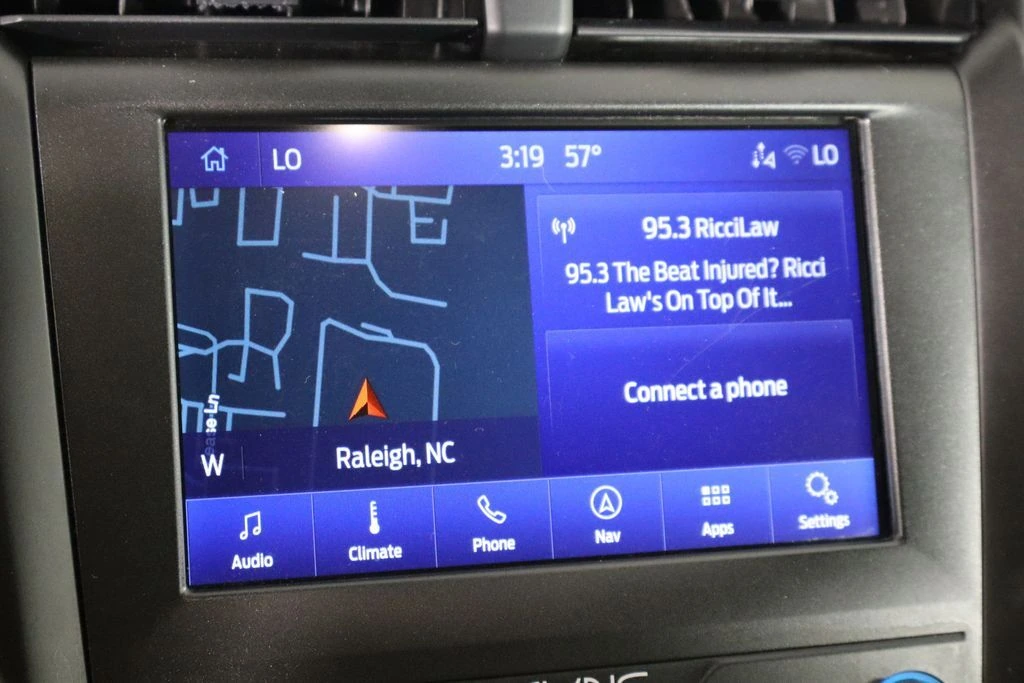 LO 3:19 57° LO
95.3 RicciLaw
95.3 The Beat Injured? Ricci
Law's On Top Of It...
Connect a phone
W
Raleigh, NC
Audio
Climate
Phone
Nav
Apps
Settings